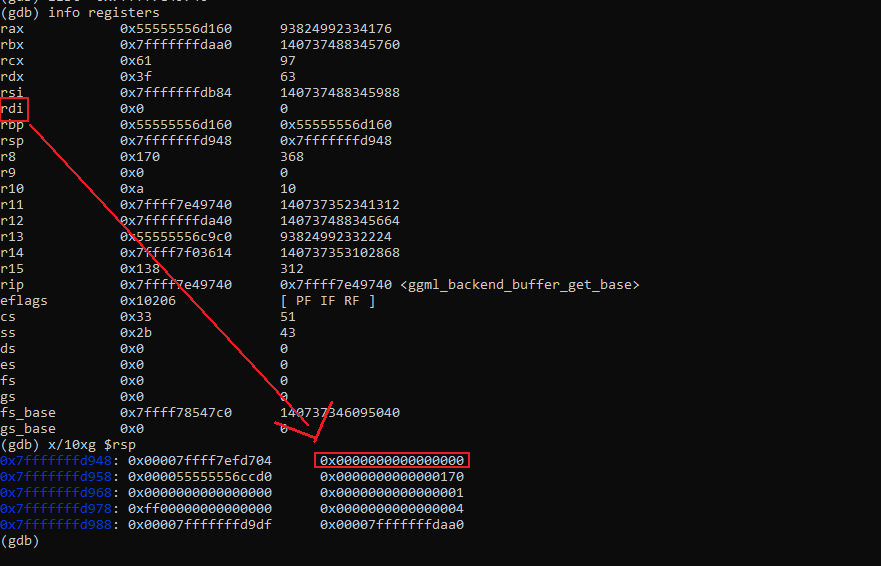 (gdb) info registers
rax 0x55555556d160 93824992334176
rbx 0x7fffffffdaa0 140737488345760
rcx 0x61 97
rdx 0x3f 63
rsi 0x7fffffffdb84 140737488345988
rdi 0x0 0
rbp 0x55555556d160 0x55555556d160
rsp 0x7fffffffd948 0x7fffffffd948
r8 0x170 368
r9 0x0 0
r10 0xa 10
r11 0x7ffff7e49740 140737352341312
r12 0x7fffffffda40 140737488345664
r13 0x55555556c9c0 93824992332224
r14 0x7ffff7f03614 140737353102868
r15 0x138 312
rip 0x7ffff7e49740 0x7ffff7e49740 <ggml_backend_buffer_get_base>
eflags 0x10206 [ PF IF RF ]
cs 0x33 51
ss 0x2b 43
ds 0x0 0
es 0x0 0
fs 0x0 0
gs 0x0 0
fs_base 0x7ffff78547c0 140737346095040
gs_base 0x0 0
(gdb) x/10xg $rsp
0x7fffffffd948: 0x00007ffff7efd704 0x0000000000000000
0x7fffffffd958: 0x000055555556ccd0 0x0000000000000170
0x7fffffffd968: 0x0000000000000000 0x0000000000000001
0x7fffffffd978: 0xff00000000000000 0x0000000000000004
0x7fffffffd988: 0x00007fffffffd9df 0x00007fffffffdaa0
(gdb)